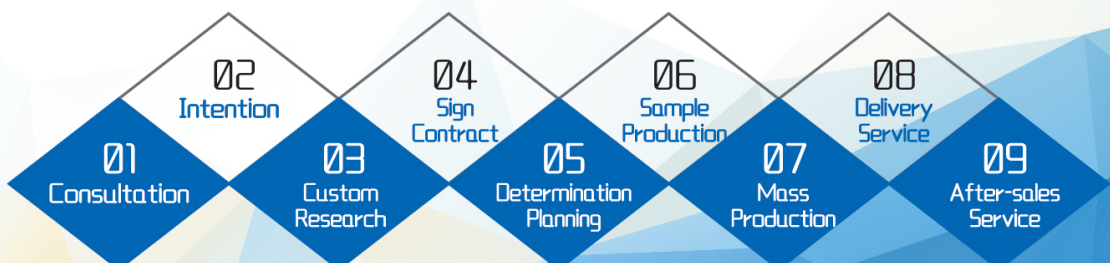 01
Consultation
02
Intention
03
Custom
Research
04
Sign
Contract
05
Determination
Planning
06
Sample
Production
07
Mass
Production
08
Delivery
Service
09
After-sales
Service